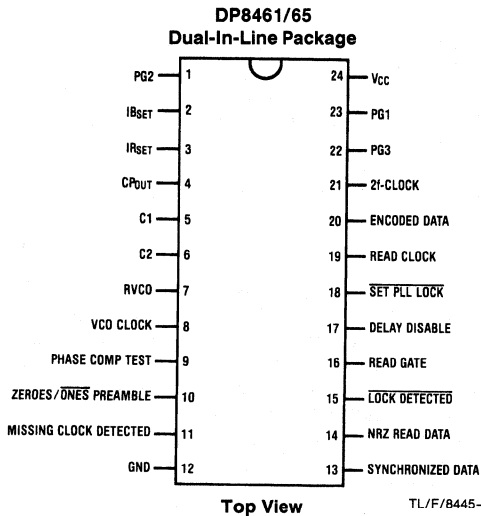 DP8461/65
Dual-In-Line Package
PG2 1 24 VCC
IBSET 2 23 PG1
IRSET 3 22 PG3
CPOUT 4 21 2f-CLOCK
C1 5 20 ENCODED DATA
C2 6 19 READ CLOCK
RVCO 7 18 SET PLL LOCK
VCO CLOCK 8 17 DELAY DISABLE
PHASE COMP TEST 9 16 READ GATE
ZEROES/ONES PREAMBLE 10 15 LOCK DETECTED
MISSING CLOCK DETECTED 11 14 NRZ READ DATA
GND 12 13 SYNCHRONIZED DATA
Top View
TL/F/8445-